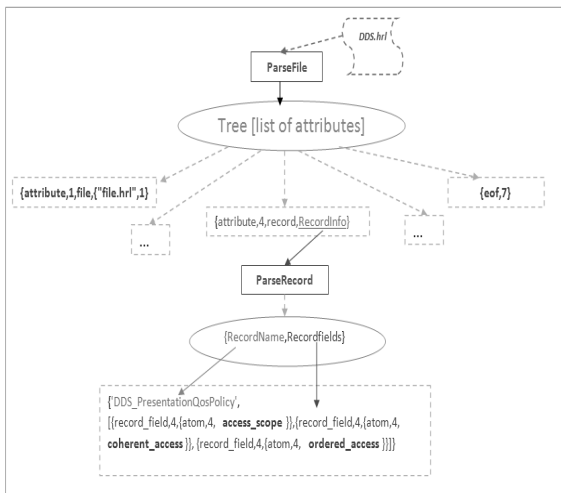 DDS.hrl
ParseFile
Tree [list of attributes]
{attribute,1,file,{"file.hrl",1}
{eof,7}
{attribute,4,record,RecordInfo}
...
...
ParseRecord
{RecordName,Recordfields}
{'DDS_PresentationQosPolicy',
[{record_field,4,{atom,4, access_scope }},{record_field,4,{atom,4,
coherent_access }}, {record_field,4,{atom,4, ordered_access }}]}